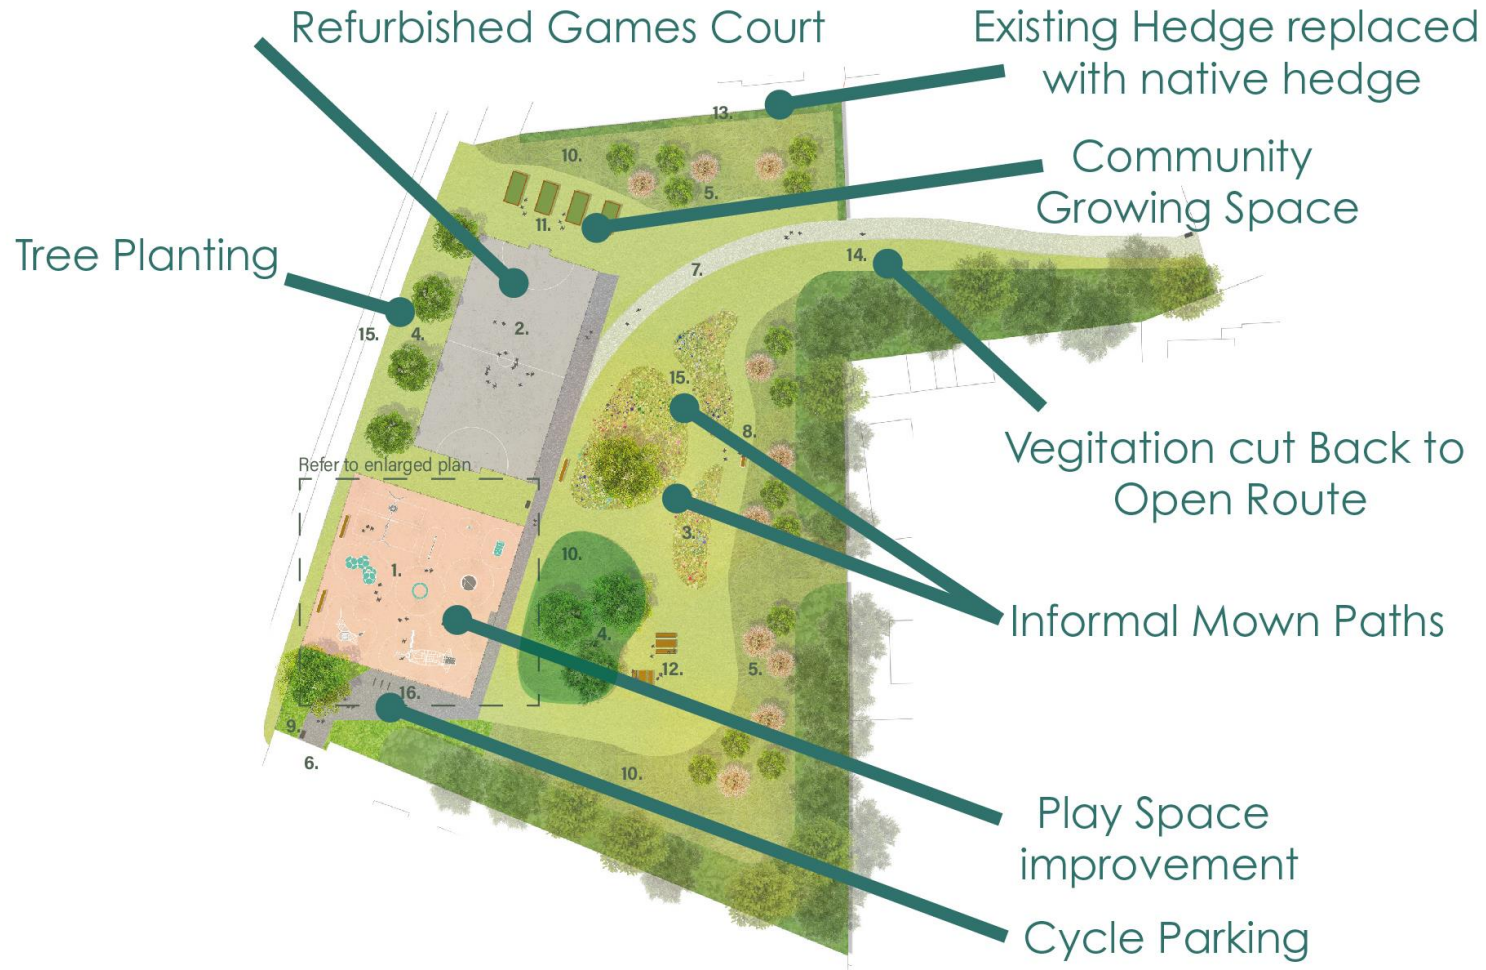 Refurbished Games Court
Existing Hedge replaced
with native hedge
13.
Community
Growing Space
10.
5.
11.
Tree Planting
14.
7.
15.
4.
2.
15.
8.
Vegitation cut Back to
Open Route
Refer to enlarged plan
3.
10.
1.
Informal Mown Paths
4.
12.
5.
16.
9.
6.
10.
Play Space
improvement
Cycle Parking